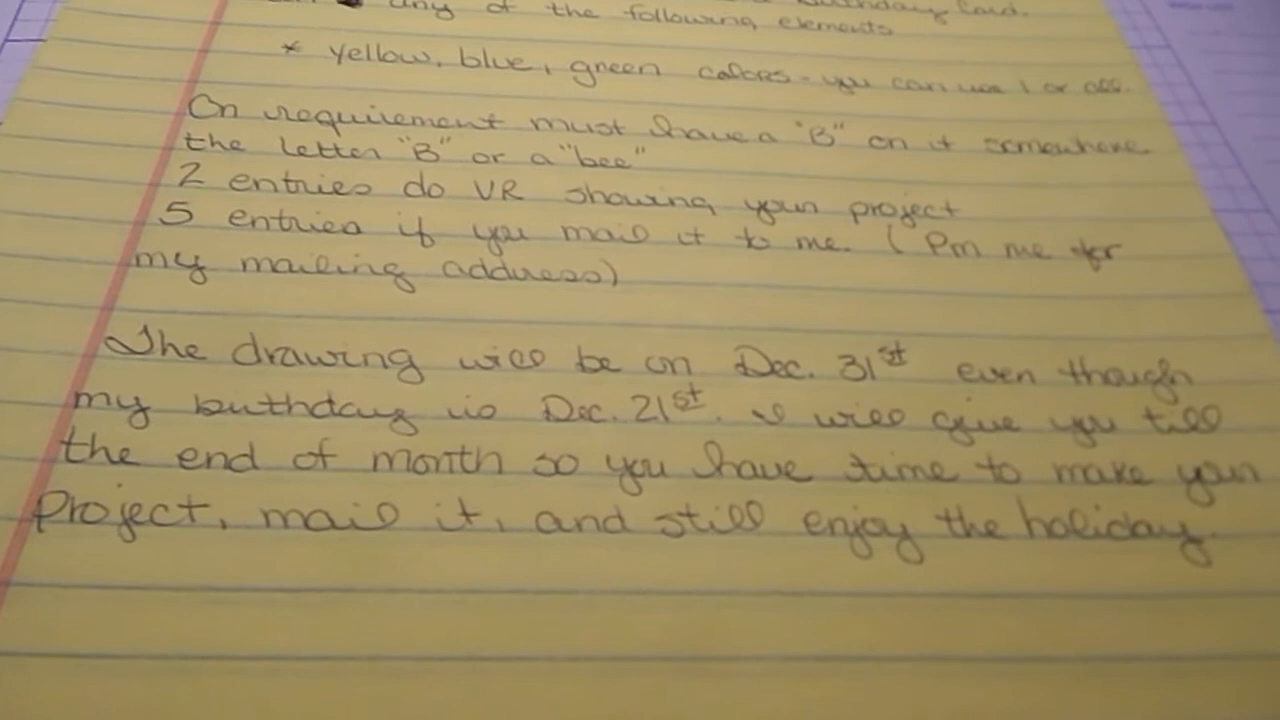 birthday card.
any of the following elements
* yellow, blue, green colors - you can use 1 or all.
On requirement must have a "B" on it somewhere
the letter "B" or a "bee"
2 entries do VR showing your project
5 entries if you mail it to me. ( Pm me for
my mailing address)
The drawing will be on Dec. 31st even though
my birthday is Dec. 21st. I will give you till
the end of month so you have time to make your
Project, mail it, and still enjoy the holiday.